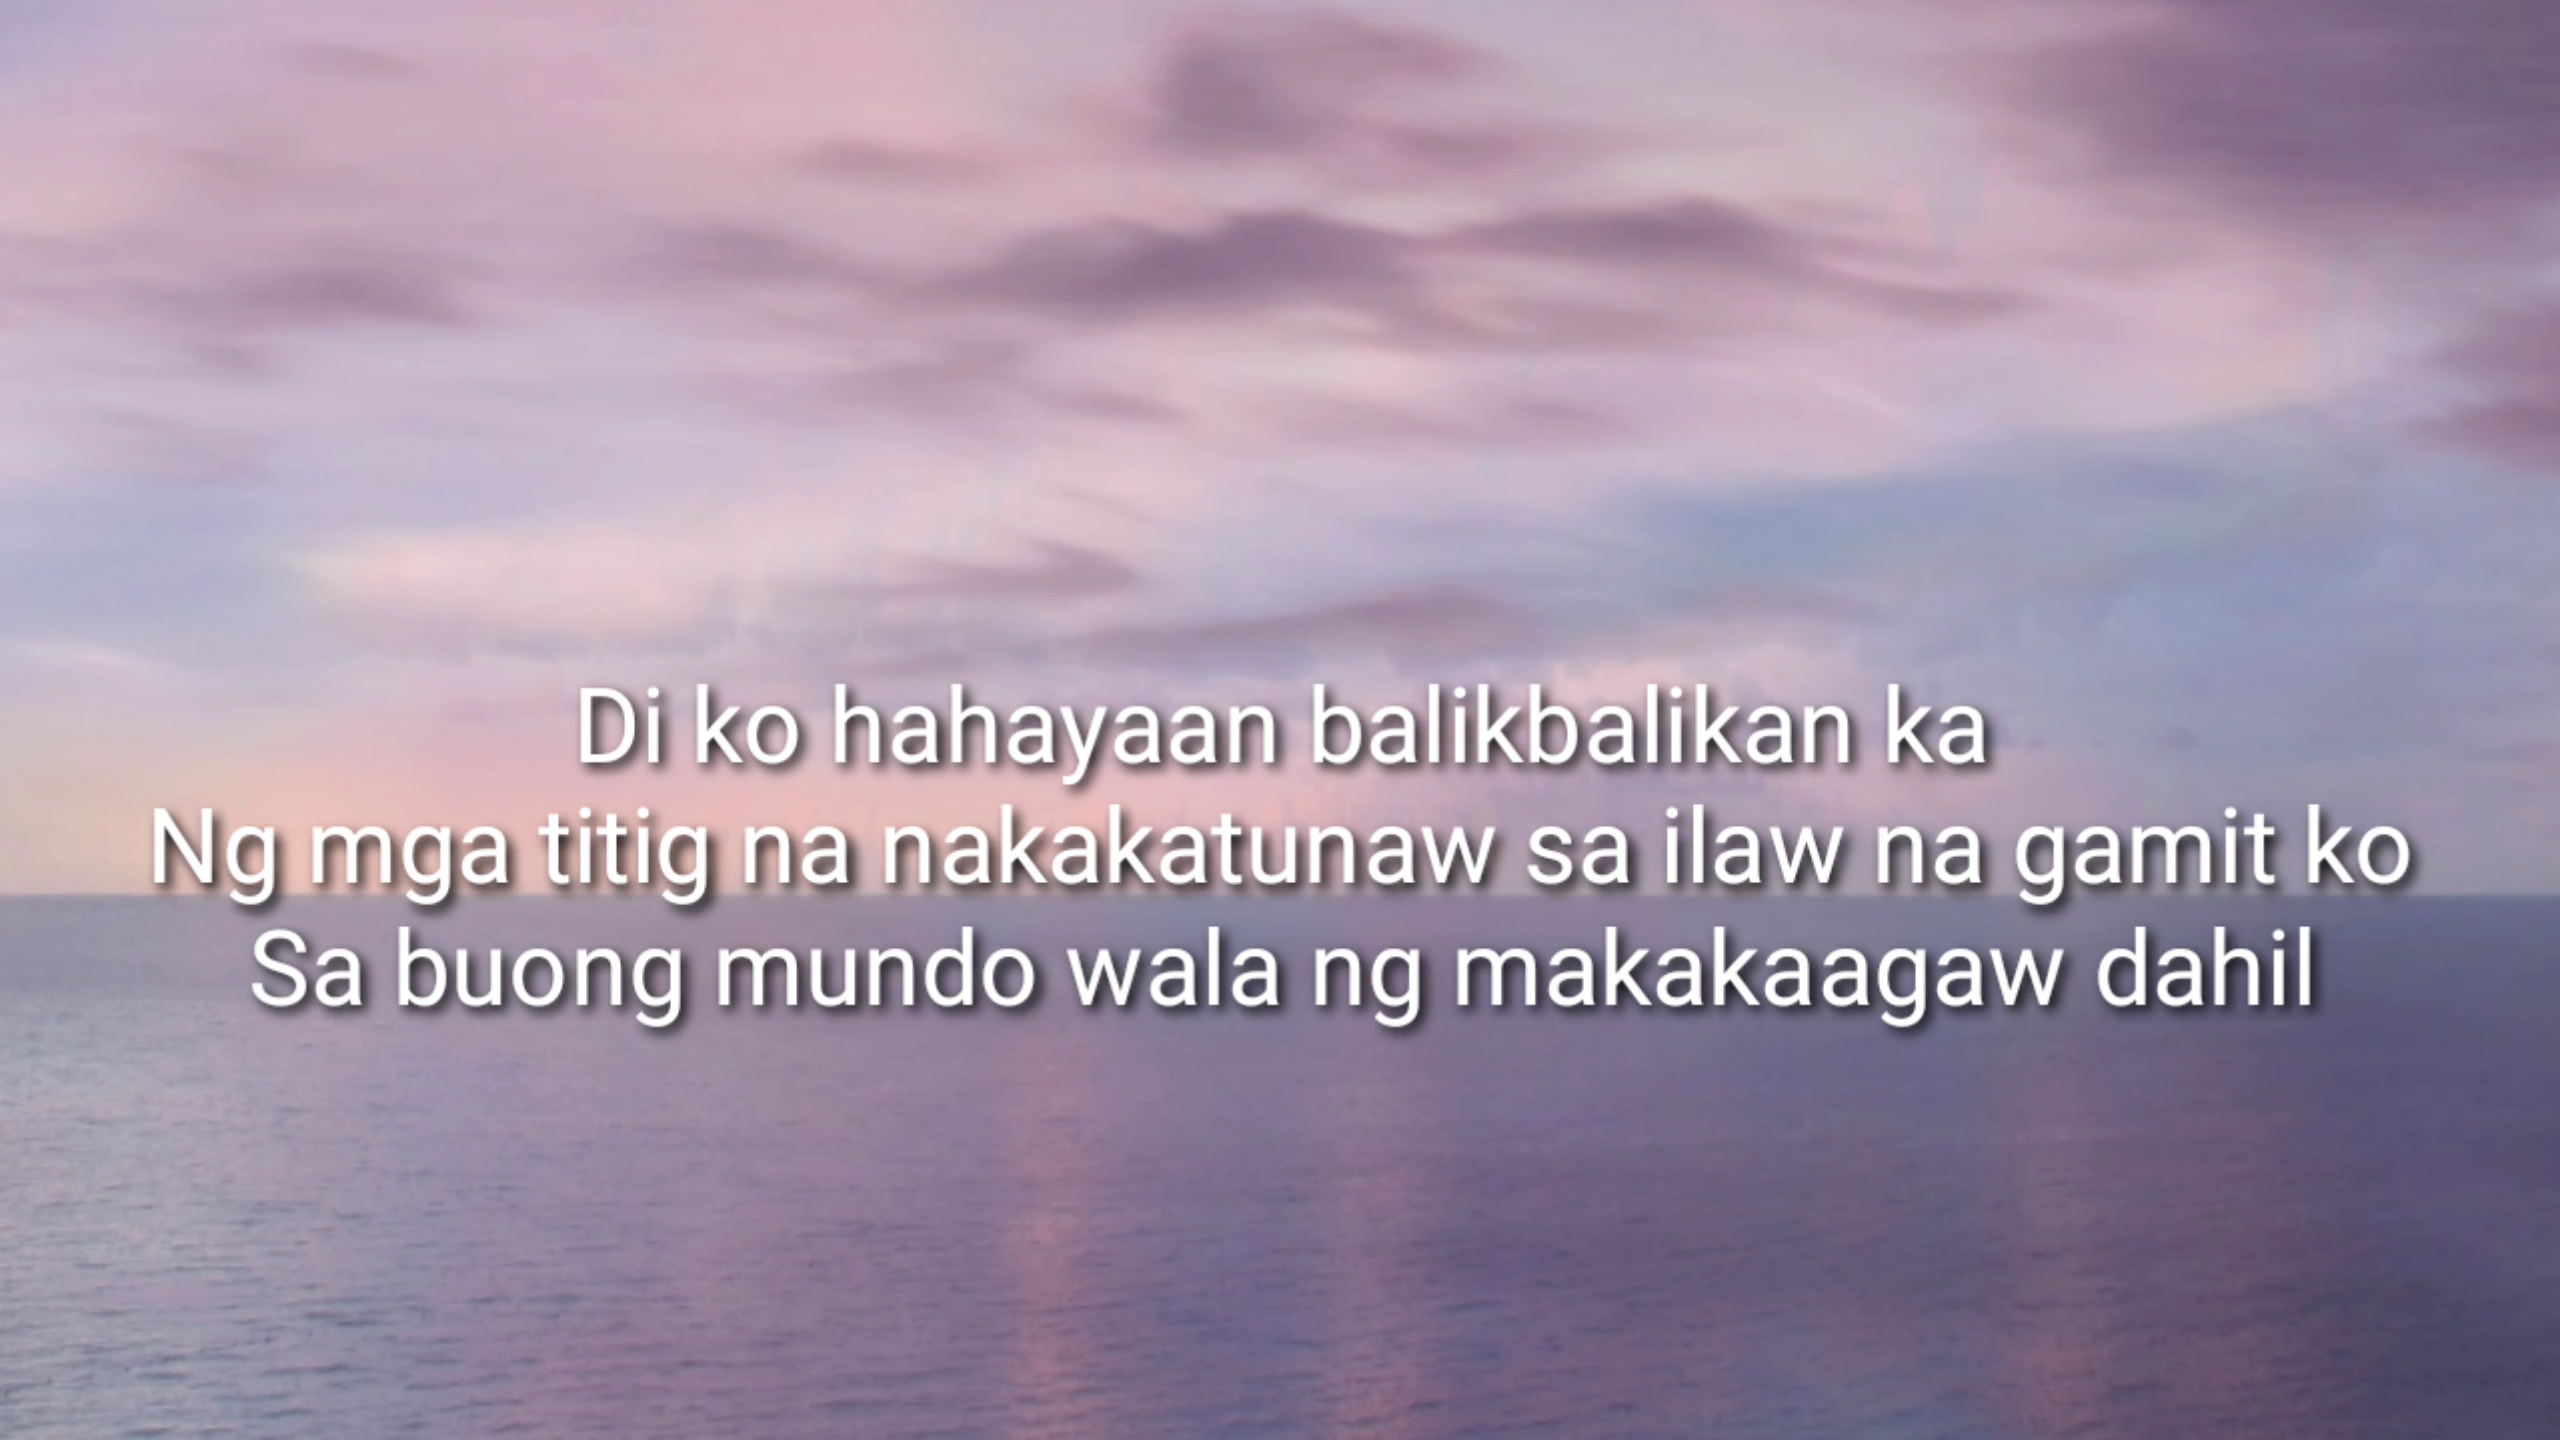 Di ko hahayaan balikbalikan ka
Ng mga titig na nakakatunaw sa ilaw na gamit ko
Sa buong mundo wala ng makakaagaw dahil